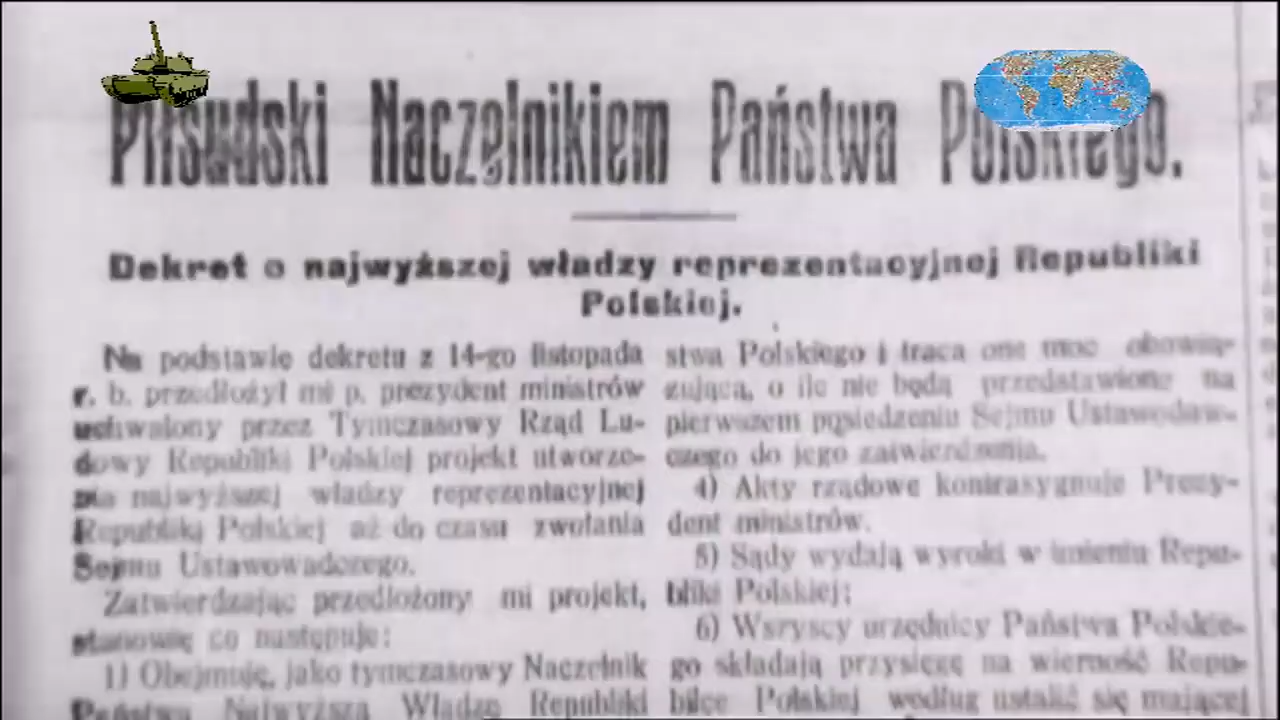 Piłsudski Naczelnikiem Państwa Polskiego.
Dekret o najwyższej władzy reprezentacyjnej Republiki
Polskiej.
Na podstawie dekretu z 14-go listopada
r. b. przedłożył mi p. prezydent ministrów
uchwalony przez Tymczasowy Rząd Lu-
dowy Republiki Polskiej projekt utworze-
nia najwyższej władzy reprezentacyjnej
Republiką Polskiej aż do czasu zwołania
Sejmu Ustawowadczego.
Zatwierdzając przedłożony mi projekt,
stanowię co następuje:
1) Obejmuję, jako tymczasowy Naczelnik
Państwa Najwyższą Władzę Republiki
stwa Polskiego i tracą one moc obowią-
zującą, o ile nie będą przedstawione na
pierwszem posiedzeniu Sejmu Ustawodaw-
czego do jego zatwierdzenia.
4) Akty rządowe kontrasygnuje Prezy-
dent ministrów.
5) Sądy wydają wyroki w imieniu Repu-
bliki Polskiej;
6) Wszyscy urzędnicy Państwa Polskie-
go składają przysięgę na wierność Repu-
blice Polskiej według ustalić się mającej